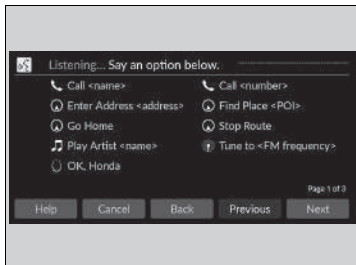 Listening... Say an option below.
Call <name> Call <number>
Enter Address <address> Find Place <POI>
Go Home Stop Route
Play Artist <name> Tune to <FM frequency>
OK, Honda
Page 1 of 3
Help Cancel Back Previous Next